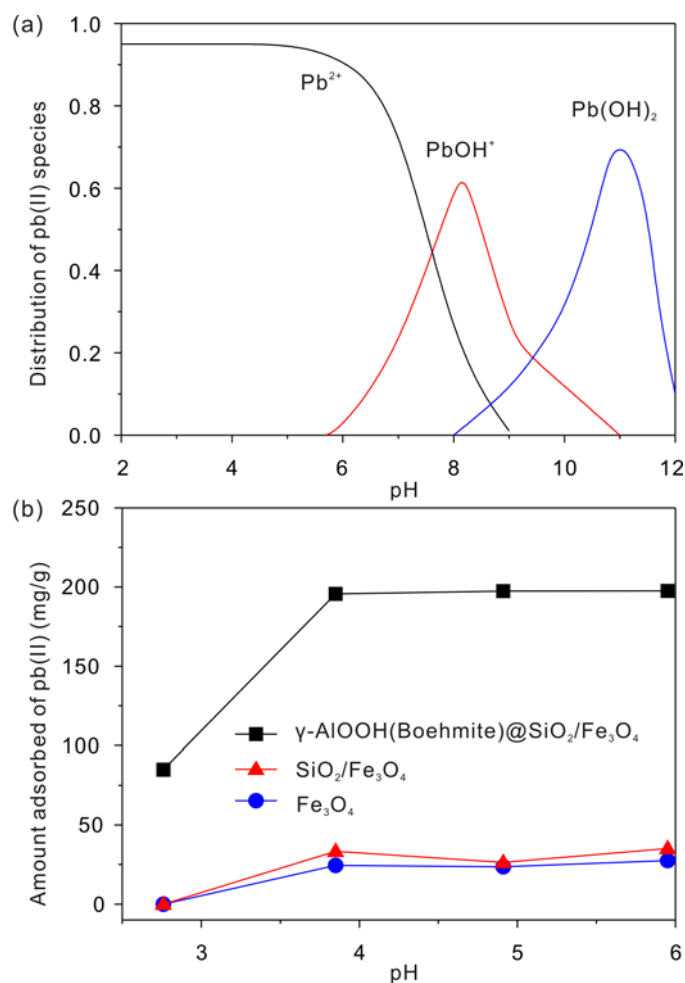 (a)
1.0
0.8
0.6
0.4
0.2
0.0
Distribution of pb(II) species
Pb²⁺
PbOH⁺
Pb(OH)₂
2 4 6 8 10 12
pH
(b)
250
200
150
100
50
0
Amount adsorbed of pb(II) (mg/g)
γ-AlOOH(Boehmite)@SiO₂/Fe₃O₄
SiO₂/Fe₃O₄
Fe₃O₄
3 4 5 6
pH